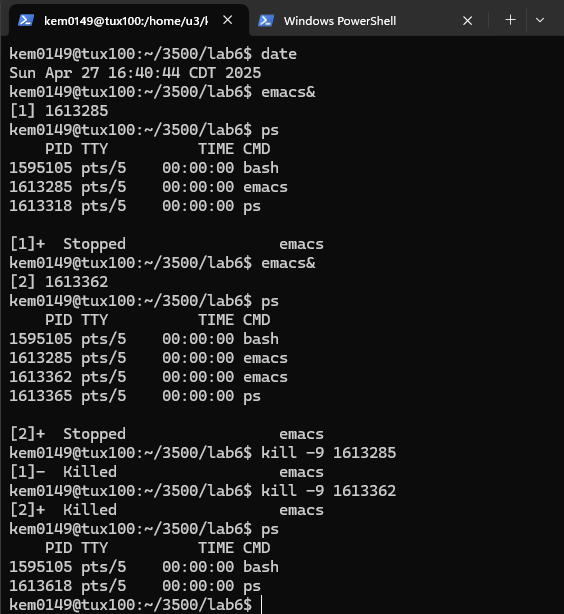 kem0149@tux100:/home/u3/k
Windows PowerShell
kem0149@tux100:~/3500/lab6$ date
Sun Apr 27 16:40:44 CDT 2025
kem0149@tux100:~/3500/lab6$ emacs&
[1] 1613285
kem0149@tux100:~/3500/lab6$ ps
    PID TTY          TIME CMD
1595105 pts/5    00:00:00 bash
1613285 pts/5    00:00:00 emacs
1613318 pts/5    00:00:00 ps

[1]+  Stopped                 emacs
kem0149@tux100:~/3500/lab6$ emacs&
[2] 1613362
kem0149@tux100:~/3500/lab6$ ps
    PID TTY          TIME CMD
1595105 pts/5    00:00:00 bash
1613285 pts/5    00:00:00 emacs
1613362 pts/5    00:00:00 emacs
1613365 pts/5    00:00:00 ps

[2]+  Stopped                 emacs
kem0149@tux100:~/3500/lab6$ kill -9 1613285
[1]-  Killed                  emacs
kem0149@tux100:~/3500/lab6$ kill -9 1613362
[2]+  Killed                  emacs
kem0149@tux100:~/3500/lab6$ ps
    PID TTY          TIME CMD
1595105 pts/5    00:00:00 bash
1613618 pts/5    00:00:00 ps
kem0149@tux100:~/3500/lab6$